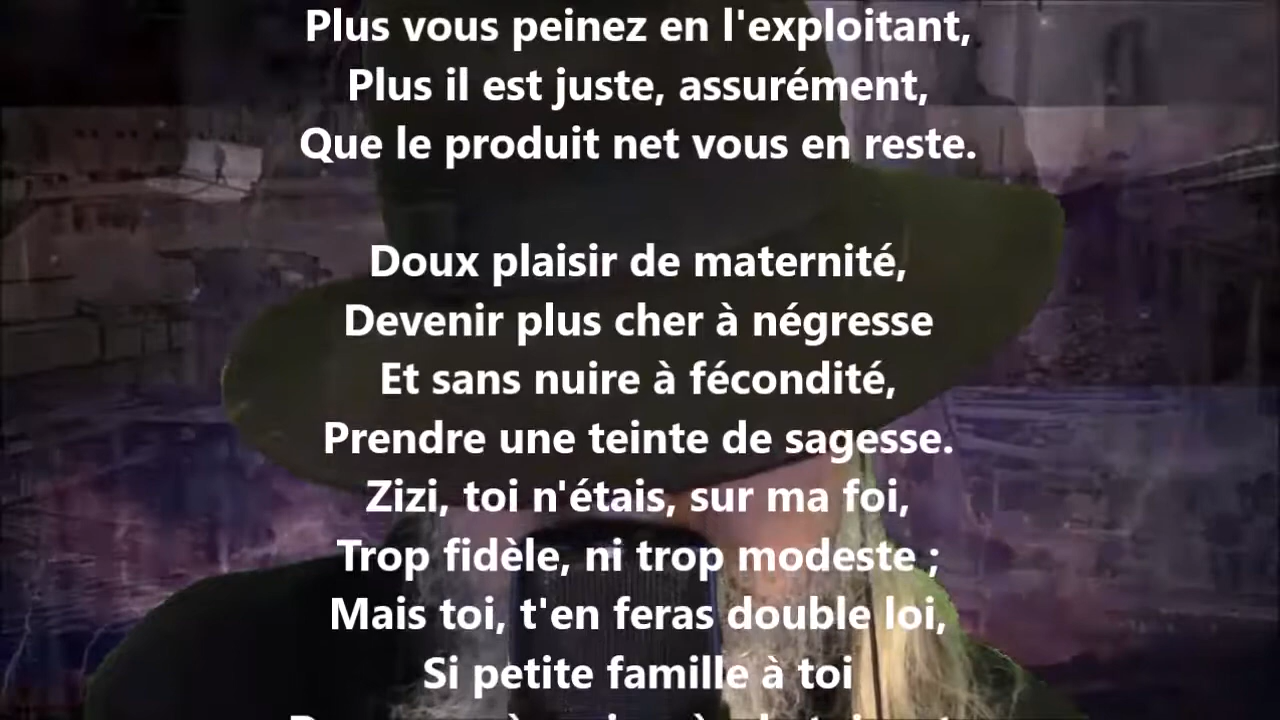 Plus vous peinez en l'exploitant,
Plus il est juste, assurément,
Que le produit net vous en reste.
Doux plaisir de maternité,
Devenir plus cher à négresse
Et sans nuire à fécondité,
Prendre une teinte de sagesse.
Zizi, toi n'étais, sur ma foi,
Trop fidèle, ni trop modeste ;
Mais toi, t'en feras double loi,
Si petite famille à toi